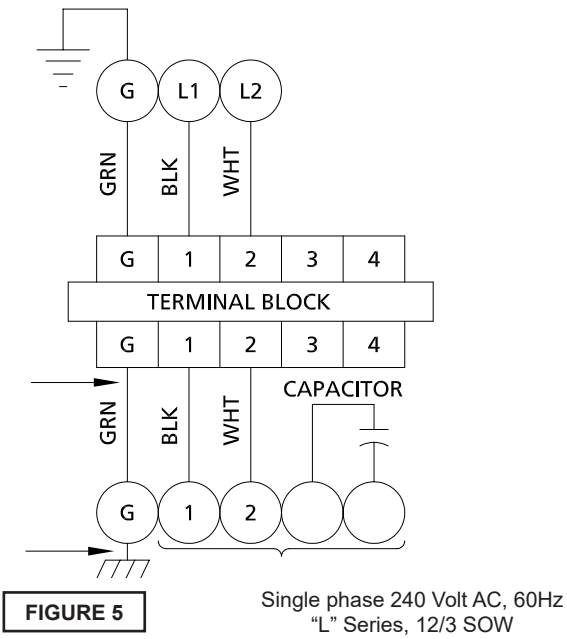 G L1 L2
GRN BLK WHT
G 1 2 3 4
TERMINAL BLOCK
G 1 2 3 4
CAPACITOR
GRN BLK WHT
G 1 2
FIGURE 5
Single phase 240 Volt AC, 60Hz
“L” Series, 12/3 SOW